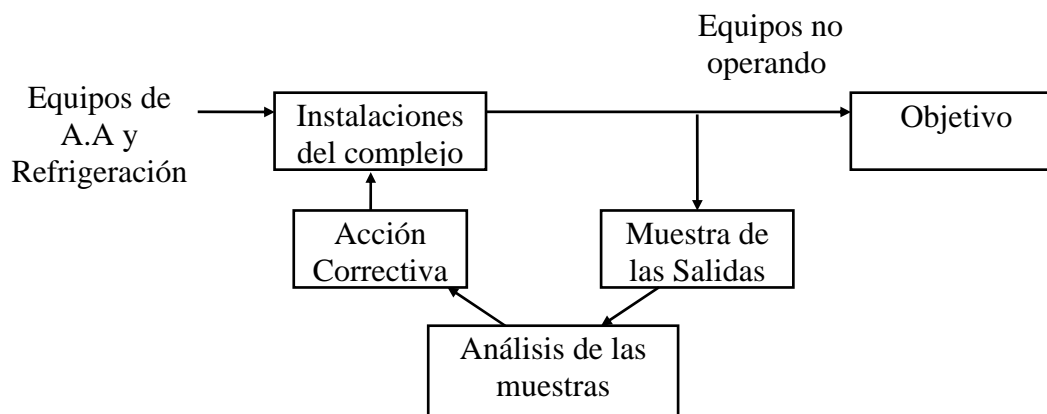 Equipos no
operando
Equipos de
A.A y
Refrigeración
Instalaciones
del complejo
Objetivo
Acción
Correctiva
Muestra de
las Salidas
Análisis de las
muestras